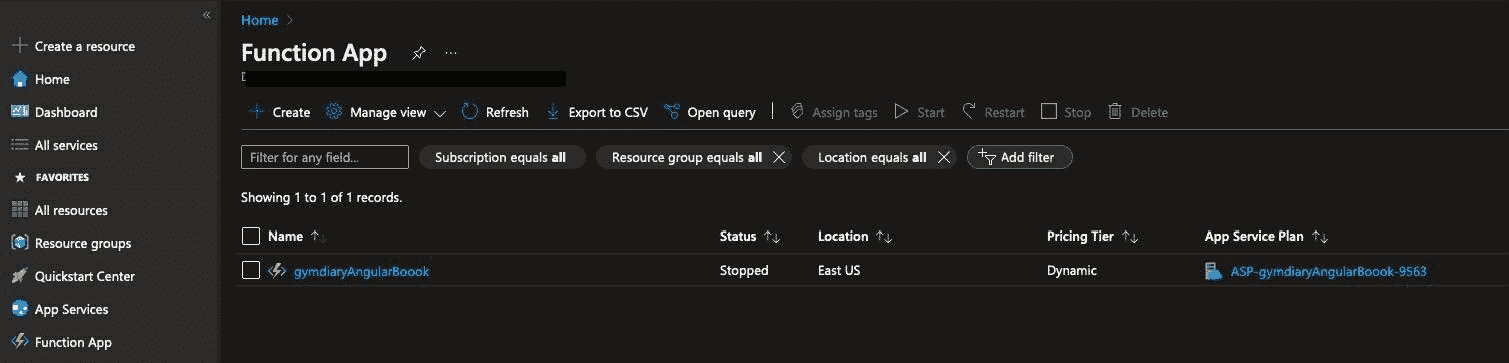 «
Create a resource
Home
Dashboard
All services
FAVORITES
All resources
Resource groups
Quickstart Center
App Services
Function App
Home >
Function App ...
Create Manage view Refresh Export to CSV Open query | Assign tags Start Restart Stop Delete
Filter for any field... Subscription equals all Resource group equals all Location equals all Add filter
Showing 1 to 1 of 1 records.
Name Status Location Pricing Tier App Service Plan
gymdiaryAngularBoook Stopped East US Dynamic ASP-gymdiaryAngularBoook-9563